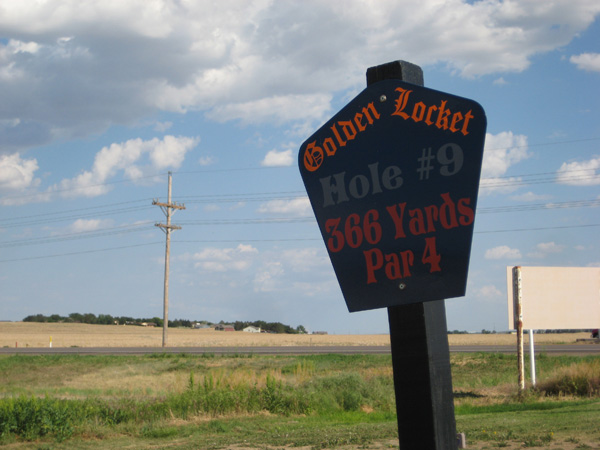 Golden Locket
Hole #9
366 Yards
Par 4